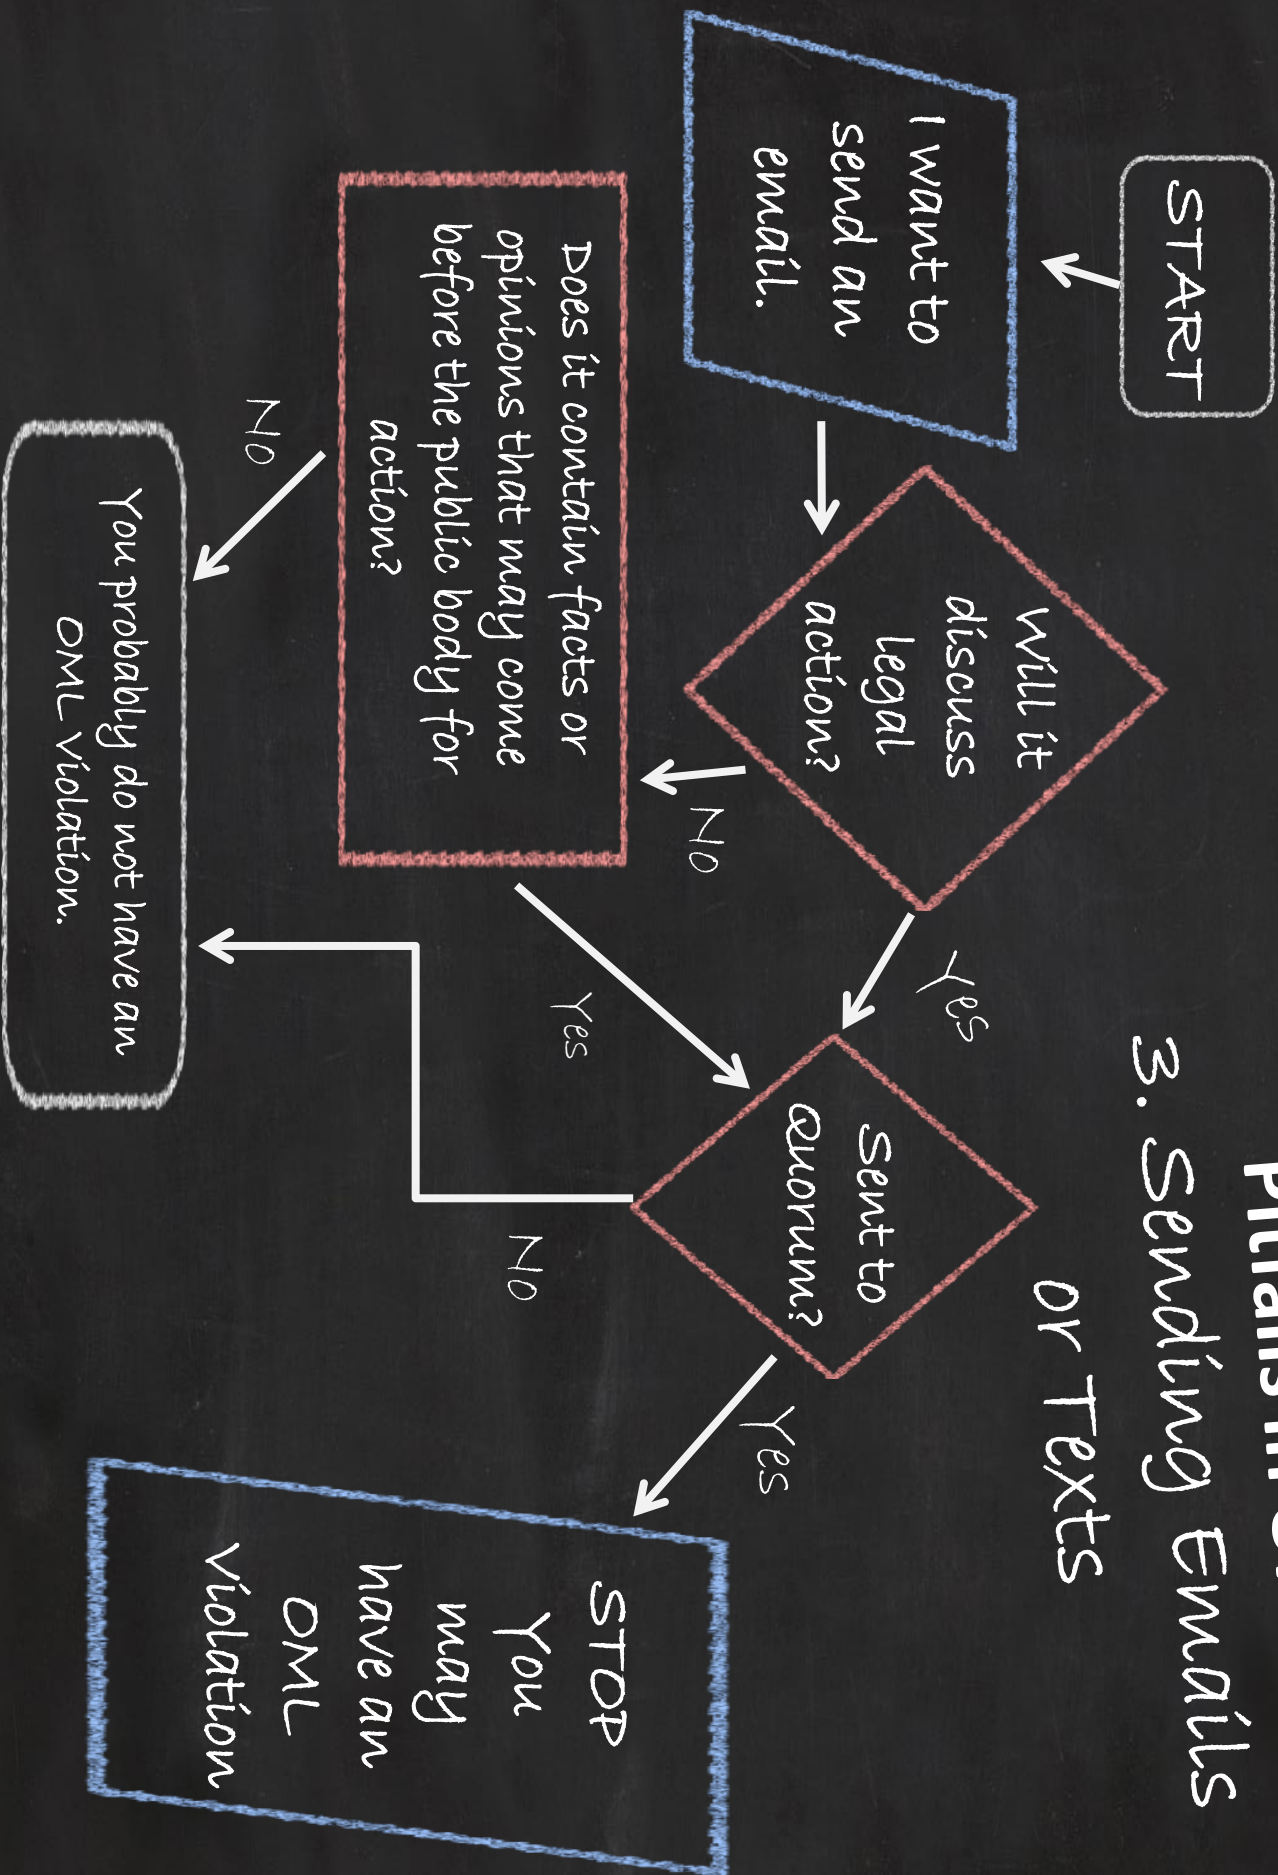 Pitfalls in
3. Sending Emails
or Texts
START
I want to
send an
email.
Will it
discuss
legal
action?
Yes
No
Does it contain facts or
opinions that may come
before the public body for
action?
Yes
No
Sent to
Quorum?
Yes
No
STOP
You
may
have an
OML
Violation
You probably do not have an
OML Violation.